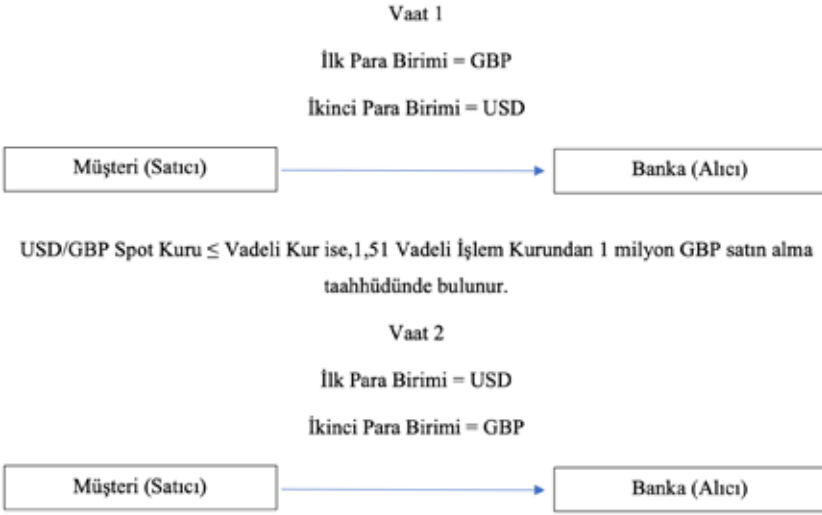 Vaat 1
İlk Para Birimi = GBP
İkinci Para Birimi = USD
Müşteri (Satıcı)
Banka (Alıcı)
USD/GBP Spot Kuru ≤ Vadeli Kur ise,1,51 Vadeli İşlem Kurundan 1 milyon GBP satın alma
taahhüdünde bulunur.
Vaat 2
İlk Para Birimi = USD
İkinci Para Birimi = GBP
Müşteri (Satıcı)
Banka (Alıcı)